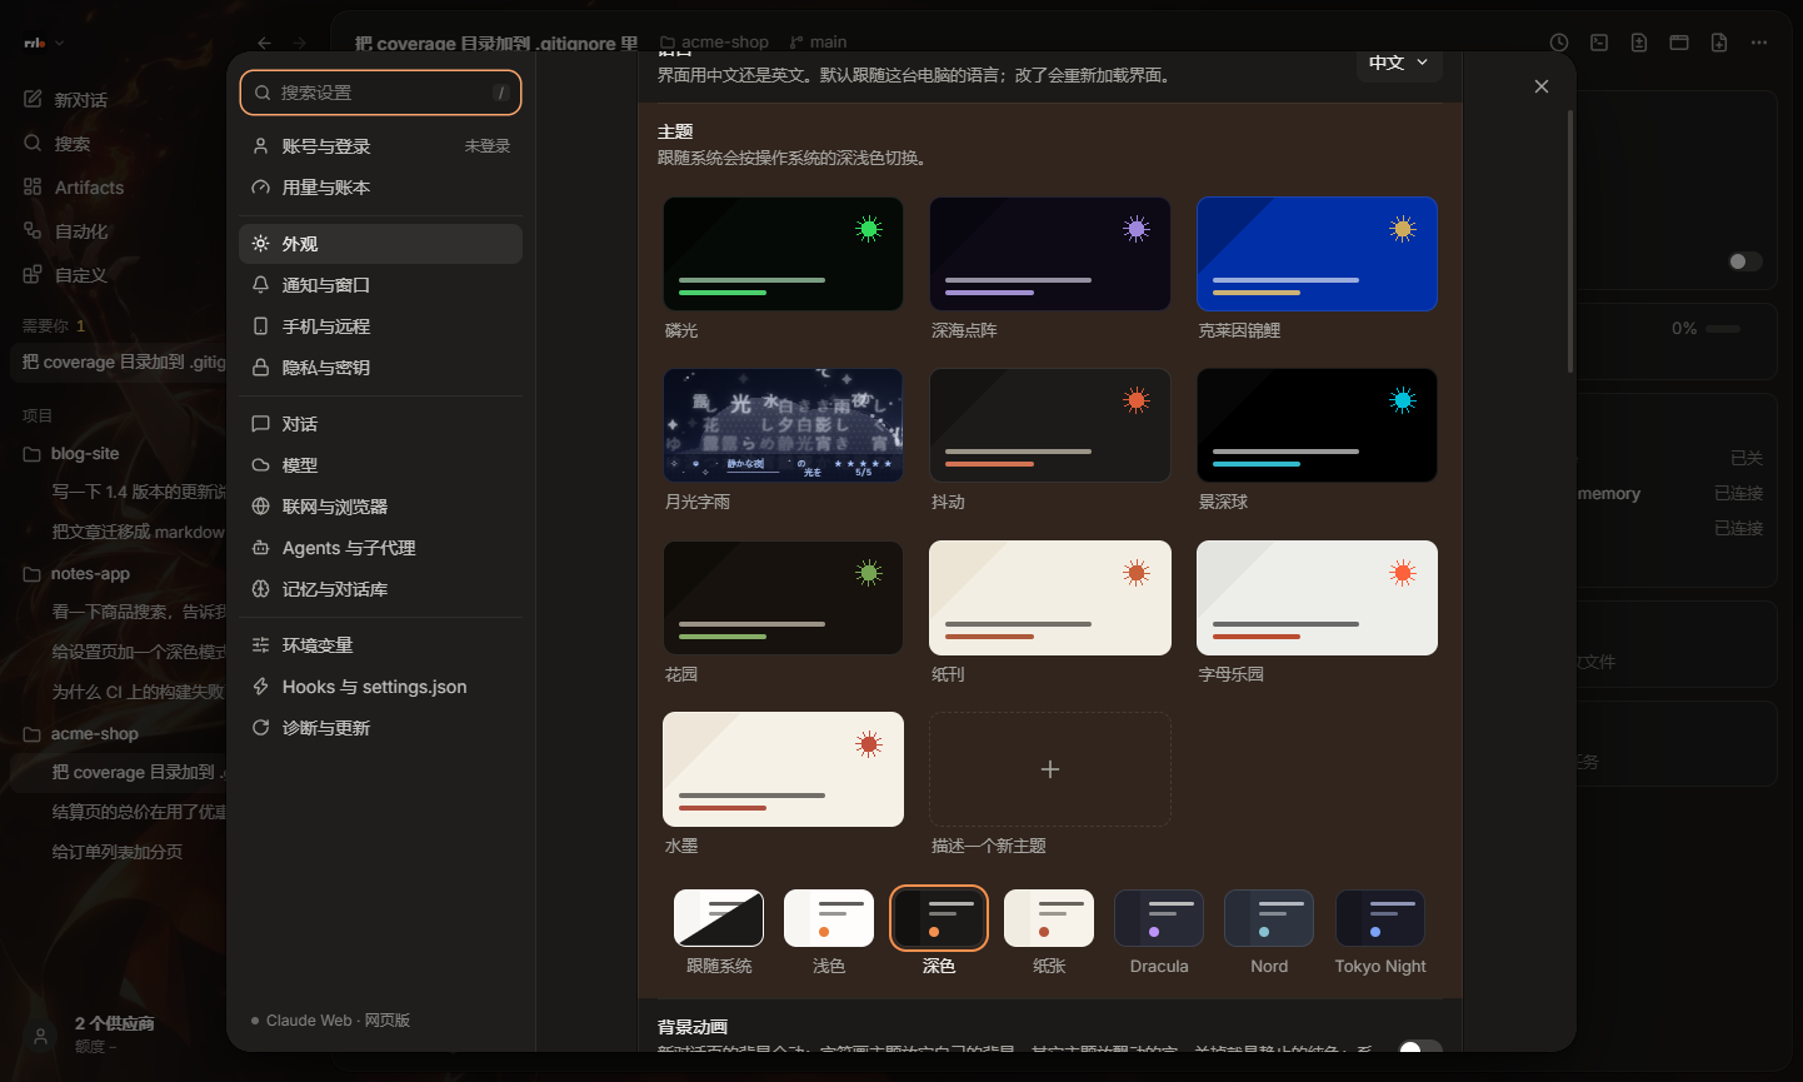 把 coverage 目录加到 .gitignore 里
acme-shop
main
新对话
搜索
Artifacts
自动化
自定义
需要你 1
把 coverage 目录加到 .gitig
项目
blog-site
写一下 1.4 版本的更新说
把文章迁移成 markdow
notes-app
看一下商品搜索，告诉我
给设置页加一个深色模式
为什么 CI 上的构建失败
acme-shop
把 coverage 目录加到
结算页的总价在用了优惠
给订单列表加分页
2 个供应商
额度 –
搜索设置
/
账号与登录
未登录
用量与账本
外观
通知与窗口
手机与远程
隐私与密钥
对话
模型
联网与浏览器
Agents 与子代理
记忆与对话库
环境变量
Hooks 与 settings.json
诊断与更新
Claude Web · 网页版
语言
界面用中文还是英文。默认跟随这台电脑的语言；改了会重新加载界面。
中文
主题
跟随系统会按操作系统的深浅色切换。
磷光
深海点阵
克莱因锦鲤
光 水
静かな夜
の
光を
5/5
月光字雨
抖动
景深球
花园
纸刊
字母乐园
水墨
描述一个新主题
跟随系统
浅色
深色
纸张
Dracula
Nord
Tokyo Night
背景动画
0%
已关
memory
已连接
已连接
文件
任务